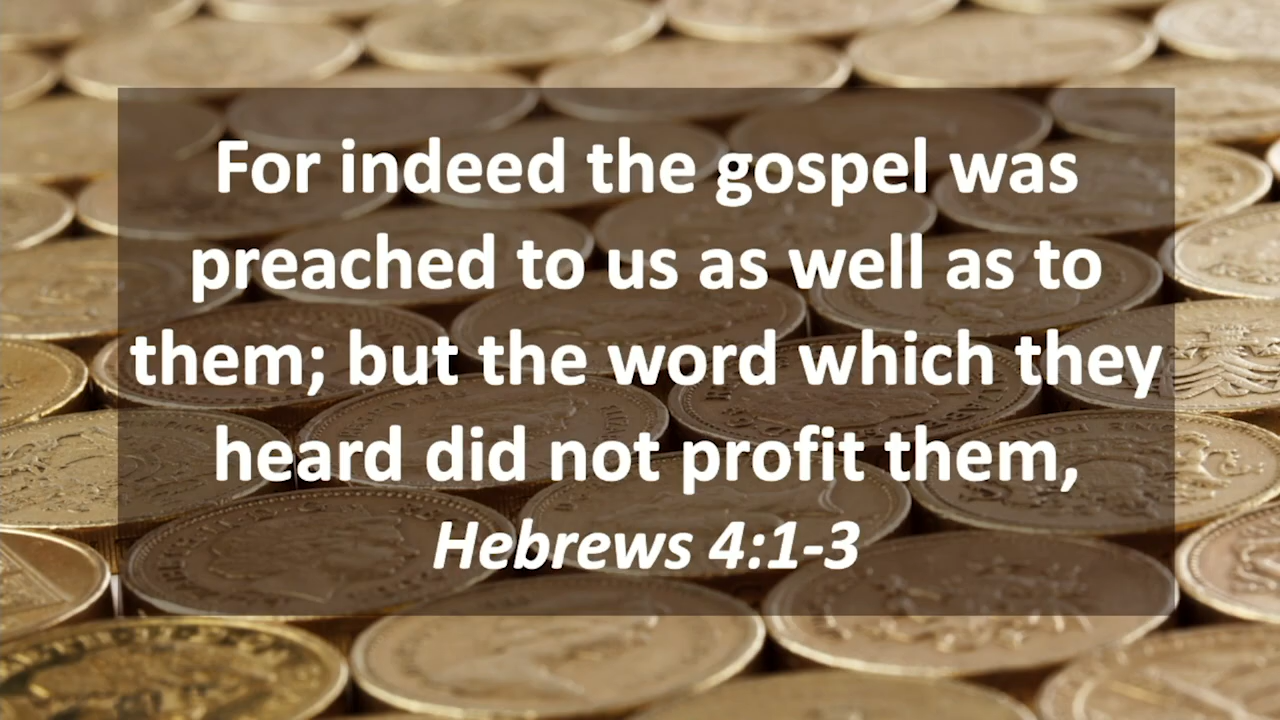 For indeed the gospel was
preached to us as well as to
them; but the word which they
heard did not profit them,
Hebrews 4:1-3